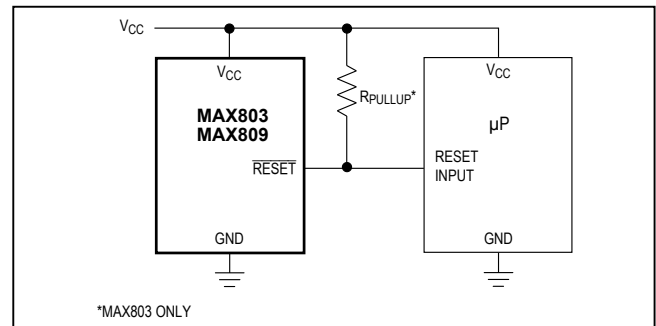 VCC
VCC
MAX803
MAX809
RESET
GND
RPULLUP*
VCC
µP
RESET
INPUT
GND
*MAX803 ONLY